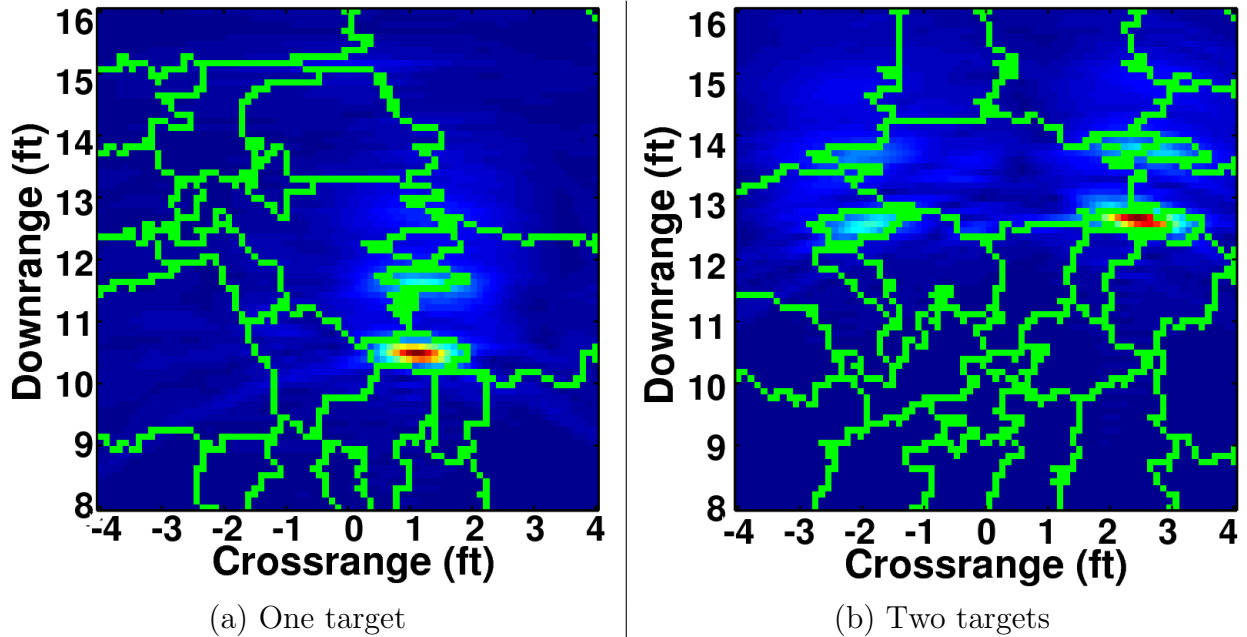 16
15
14
13
12
11
10
9
8
Downrange (ft)
-4 -3 -2 -1 0 1 2 3 4
Crossrange (ft)
(a) One target
16
15
14
13
12
11
10
9
8
Downrange (ft)
-4 -3 -2 -1 0 1 2 3 4
Crossrange (ft)
(b) Two targets